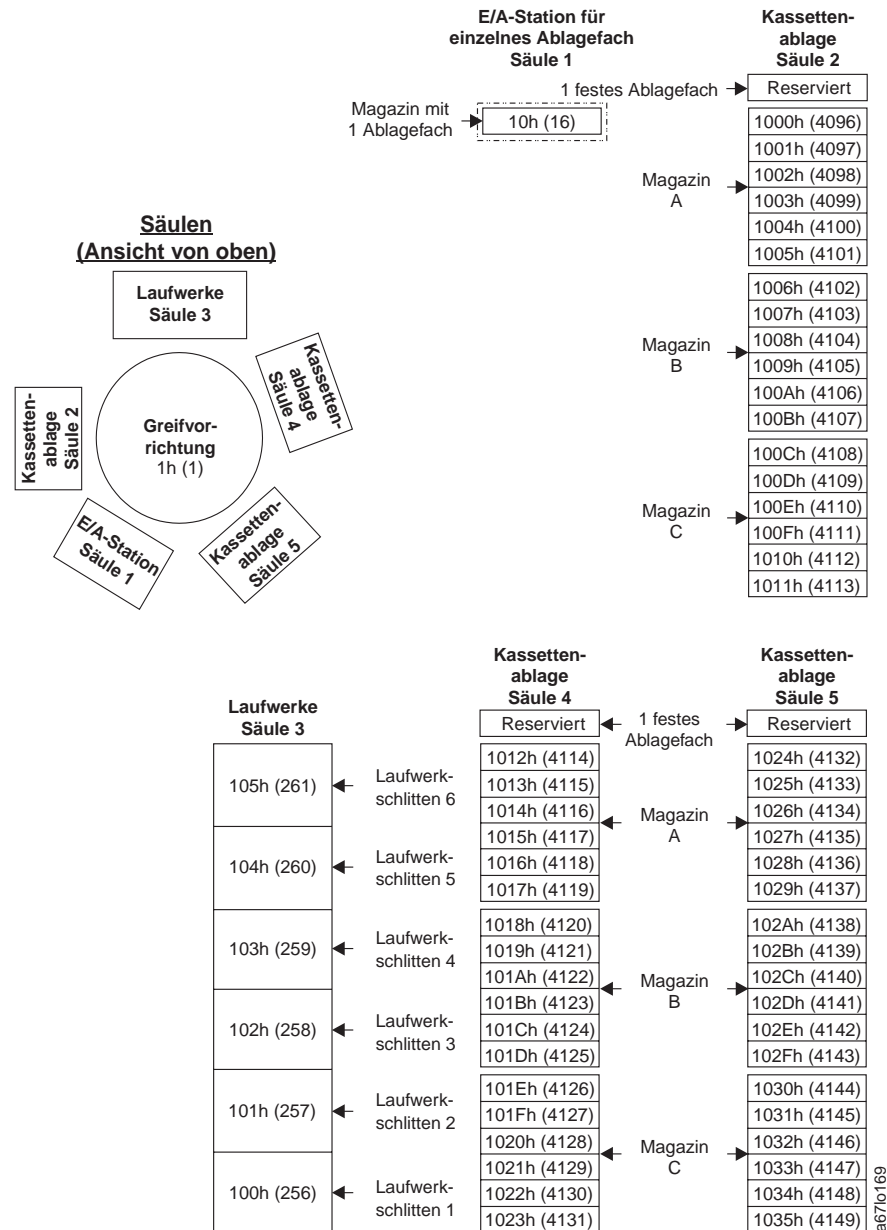 E/A-Station für
einzelnes Ablagefach
Säule 1
Kassetten-
ablage
Säule 2
1 festes Ablagefach
Reserviert
Magazin mit
1 Ablagefach
10h (16)
1000h (4096)
1001h (4097)
1002h (4098)
1003h (4099)
1004h (4100)
1005h (4101)
Magazin
A
1006h (4102)
1007h (4103)
1008h (4104)
1009h (4105)
100Ah (4106)
100Bh (4107)
Magazin
B
100Ch (4108)
100Dh (4109)
100Eh (4110)
100Fh (4111)
1010h (4112)
1011h (4113)
Magazin
C
Säulen
(Ansicht von oben)
Laufwerke
Säule 3
Kassetten-
ablage
Säule 4
Kassetten-
ablage
Säule 2
Greifvor-
richtung
1h (1)
E/A-Station
Säule 1
Kassetten-
ablage
Säule 5
Laufwerke
Säule 3
105h (261)
104h (260)
103h (259)
102h (258)
101h (257)
100h (256)
Laufwerk-
schlitten 6
Laufwerk-
schlitten 5
Laufwerk-
schlitten 4
Laufwerk-
schlitten 3
Laufwerk-
schlitten 2
Laufwerk-
schlitten 1
Kassetten-
ablage
Säule 4
Reserviert
1012h (4114)
1013h (4115)
1014h (4116)
1015h (4117)
1016h (4118)
1017h (4119)
1018h (4120)
1019h (4121)
101Ah (4122)
101Bh (4123)
101Ch (4124)
101Dh (4125)
101Eh (4126)
101Fh (4127)
1020h (4128)
1021h (4129)
1022h (4130)
1023h (4131)
1 festes
Ablagefach
Magazin
A
Magazin
B
Magazin
C
Kassetten-
ablage
Säule 5
Reserviert
1024h (4132)
1025h (4133)
1026h (4134)
1027h (4135)
1028h (4136)
1029h (4137)
102Ah (4138)
102Bh (4139)
102Ch (4140)
102Dh (4141)
102Eh (4142)
102Fh (4143)
1030h (4144)
1031h (4145)
1032h (4146)
1033h (4147)
1034h (4148)
1035h (4149)
a67lo169